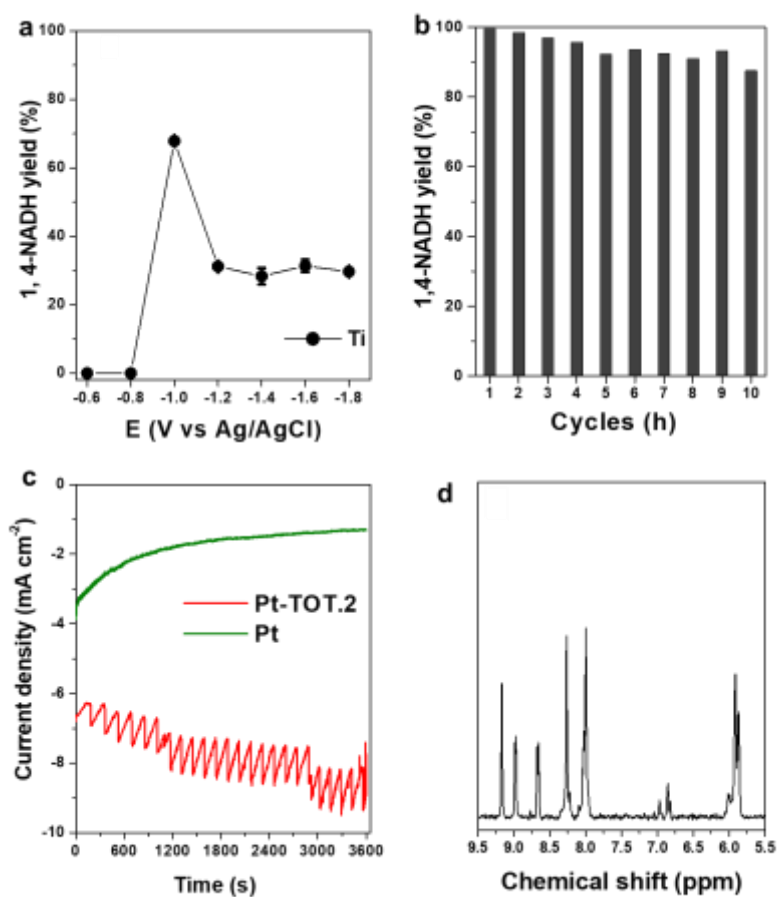 a
1, 4-NADH yield (%)
100
80
60
40
20
0
-0.6 -0.8 -1.0 -1.2 -1.4 -1.6 -1.8
Ti
E (V vs Ag/AgCl)
b
1,4-NADH yield (%)
100
80
60
40
20
0
1 2 3 4 5 6 7 8 9 10
Cycles (h)
c
Current density (mA cm⁻²)
0
-2
-4
-6
-8
-10
Pt-TOT.2
Pt
0 600 1200 1800 2400 3000 3600
Time (s)
d
9.5 9.0 8.5 8.0 7.5 7.0 6.5 6.0 5.5
Chemical shift (ppm)